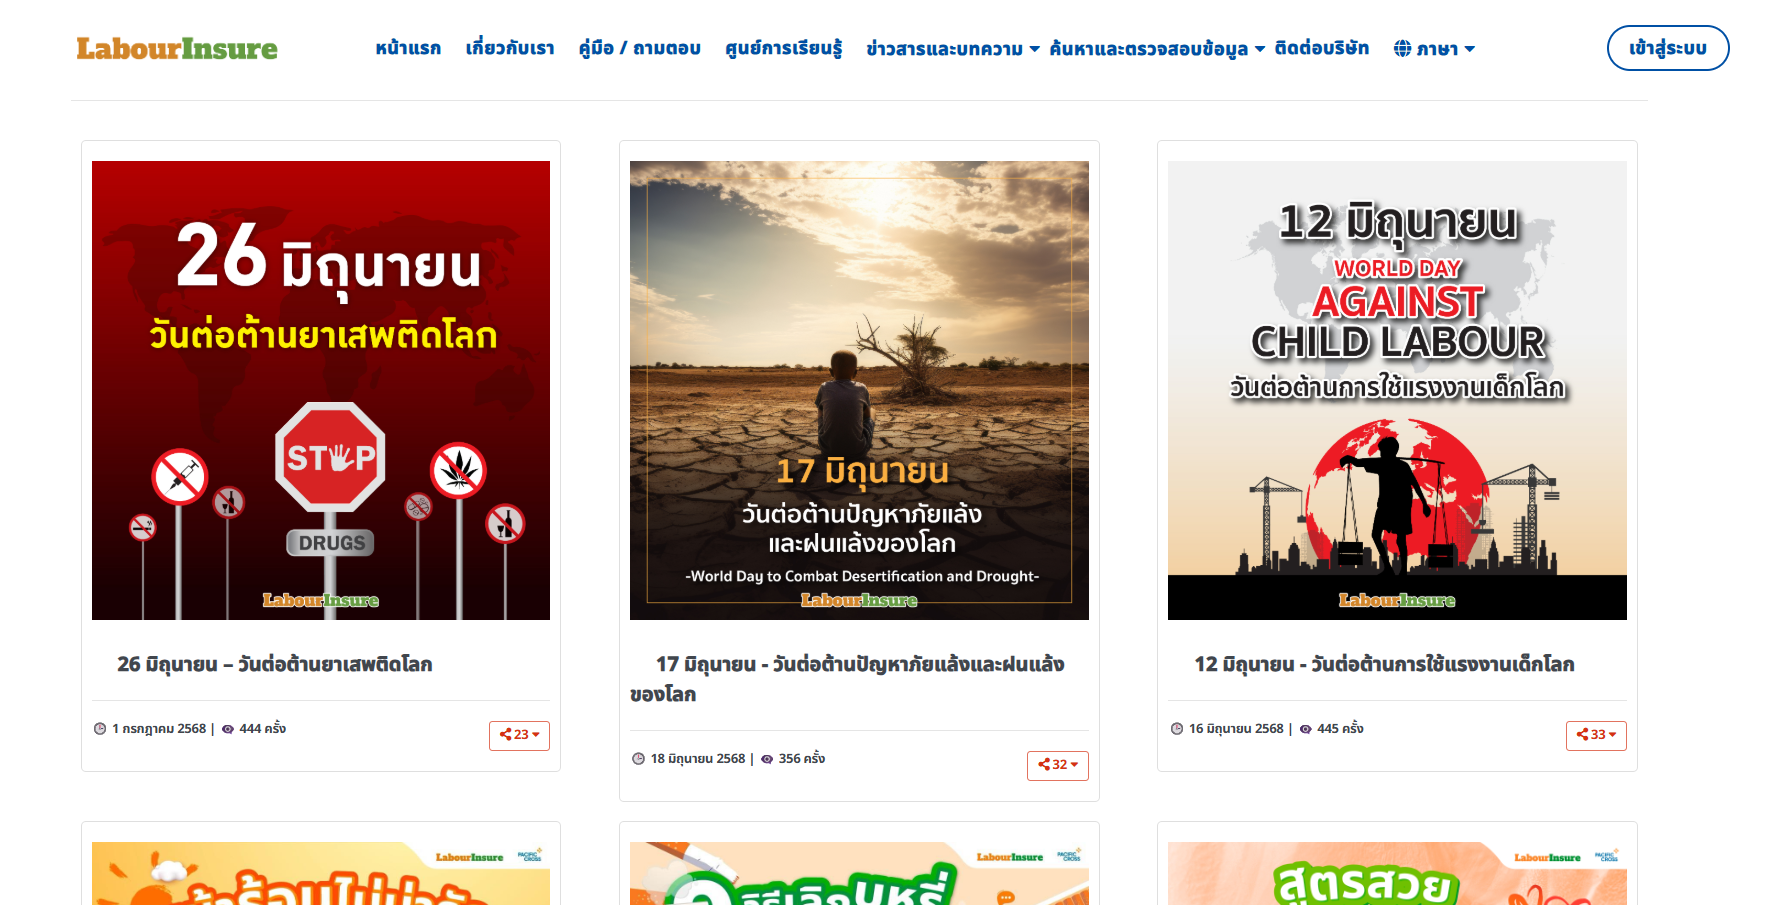 LabourInsure
หน้าแรก เกี่ยวกับเรา คู่มือ / ถามตอบ ศูนย์การเรียนรู้ ข่าวสารและบทความ ค้นหาและตรวจสอบข้อมูล ติดต่อบริษัท ภาษา เข้าสู่ระบบ
26 มิถุนายน
วันต่อต้านยาเสพติดโลก
STOP
DRUGS
LabourInsure
26 มิถุนายน – วันต่อต้านยาเสพติดโลก
1 กรกฎาคม 2568 | 444 ครั้ง
23
17 มิถุนายน
วันต่อต้านปัญหาภัยแล้ง
และฝนแล้งของโลก
-World Day to Combat Desertification and Drought-
LabourInsure
17 มิถุนายน - วันต่อต้านปัญหาภัยแล้งและฝนแล้ง
ของโลก
18 มิถุนายน 2568 | 356 ครั้ง
32
12 มิถุนายน
WORLD DAY
AGAINST
CHILD LABOUR
วันต่อต้านการใช้แรงงานเด็กโลก
LabourInsure
12 มิถุนายน - วันต่อต้านการใช้แรงงานเด็กโลก
16 มิถุนายน 2568 | 445 ครั้ง
33
LabourInsure PACIFIC CROSS
LabourInsure PACIFIC CROSS
วิธีเลิกบุหรี่
LabourInsure PACIFIC CROSS
สูตรสวย